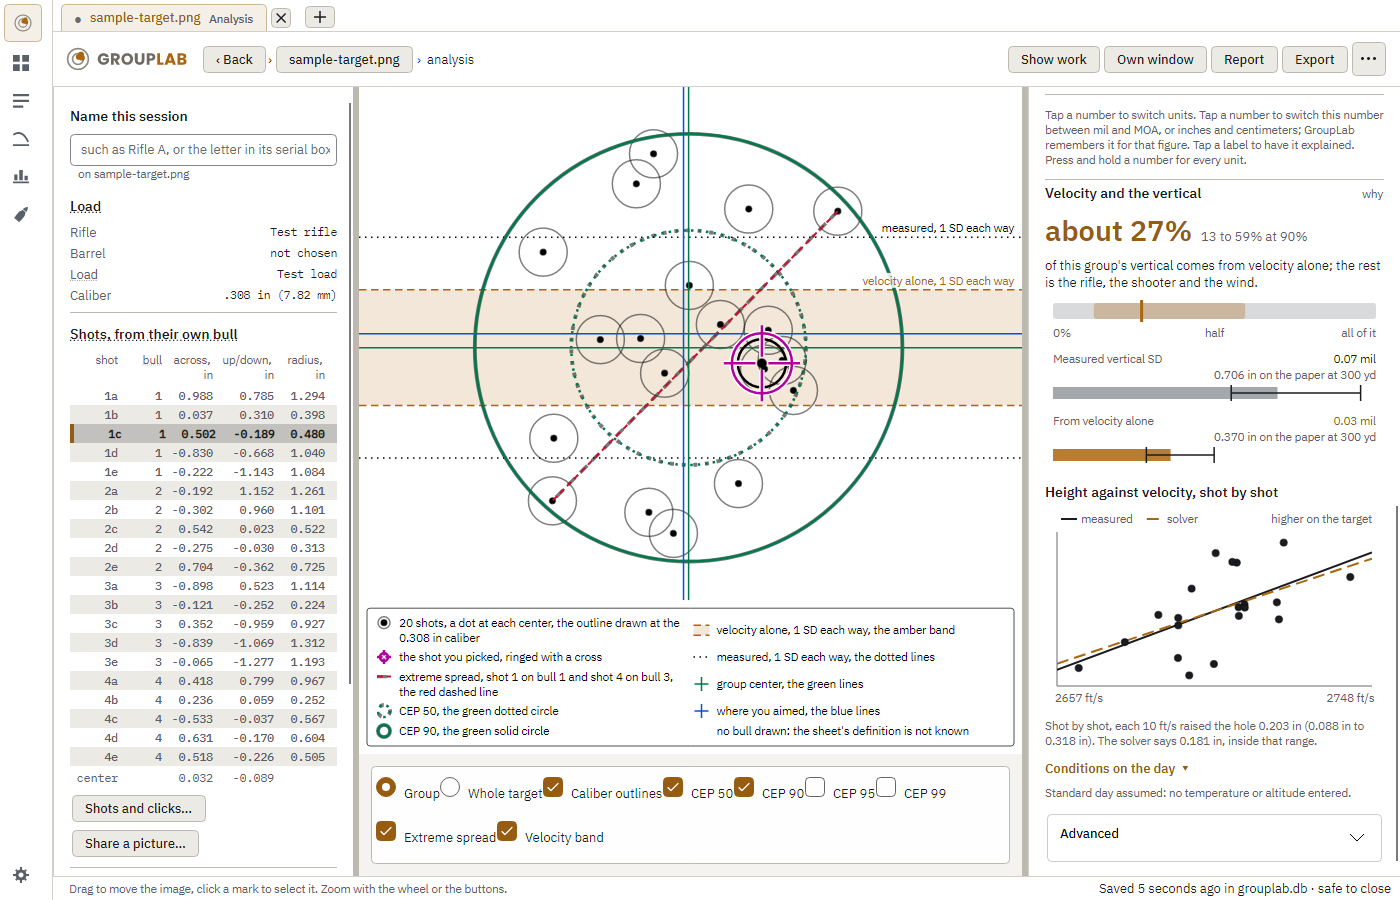 sample-target.png Analysis
GROUPLAB
‹ Back › sample-target.png › analysis
Show work Own window Report Export
Name this session
such as Rifle A, or the letter in its serial box
on sample-target.png
Load
Rifle Test rifle
Barrel not chosen
Load Test load
Caliber .308 in (7.82 mm)
Shots, from their own bull
shot bull across, in up/down, in radius, in
1a 1 0.988 0.785 1.294
1b 1 0.037 0.310 0.398
1c 1 0.502 -0.189 0.480
1d 1 -0.830 -0.668 1.040
1e 1 -0.222 -1.143 1.084
2a 2 -0.192 1.152 1.261
2b 2 -0.302 0.960 1.101
2c 2 0.542 0.023 0.522
2d 2 -0.275 -0.030 0.313
2e 2 0.704 -0.362 0.725
3a 3 -0.898 0.523 1.114
3b 3 -0.121 -0.252 0.224
3c 3 0.352 -0.959 0.927
3d 3 -0.839 -1.069 1.312
3e 3 -0.065 -1.277 1.193
4a 4 0.418 0.799 0.967
4b 4 0.236 0.059 0.252
4c 4 -0.533 -0.037 0.567
4d 4 0.631 -0.170 0.604
4e 4 0.518 -0.226 0.505
center 0.032 -0.089
Shots and clicks...
Share a picture...
measured, 1 SD each way
velocity alone, 1 SD each way
20 shots, a dot at each center, the outline drawn at the
0.308 in caliber
the shot you picked, ringed with a cross
extreme spread, shot 1 on bull 1 and shot 4 on bull 3,
the red dashed line
CEP 50, the green dotted circle
CEP 90, the green solid circle
velocity alone, 1 SD each way, the amber band
measured, 1 SD each way, the dotted lines
group center, the green lines
where you aimed, the blue lines
no bull drawn: the sheet's definition is not known
Group Whole target Caliber outlines CEP 50 CEP 90 CEP 95 CEP 99
Extreme spread Velocity band
Tap a number to switch units. Tap a number to switch this number
between mil and MOA, or inches and centimeters; GroupLab
remembers it for that figure. Tap a label to have it explained.
Press and hold a number for every unit.
Velocity and the vertical why
about 27% 13 to 59% at 90%
of this group's vertical comes from velocity alone; the rest
is the rifle, the shooter and the wind.
0% half all of it
Measured vertical SD 0.07 mil
0.706 in on the paper at 300 yd
From velocity alone 0.03 mil
0.370 in on the paper at 300 yd
Height against velocity, shot by shot
measured solver higher on the target
2657 ft/s 2748 ft/s
Shot by shot, each 10 ft/s raised the hole 0.203 in (0.088 in to
0.318 in). The solver says 0.181 in, inside that range.
Conditions on the day
Standard day assumed: no temperature or altitude entered.
Advanced
Drag to move the image, click a mark to select it. Zoom with the wheel or the buttons.
Saved 5 seconds ago in grouplab.db · safe to close